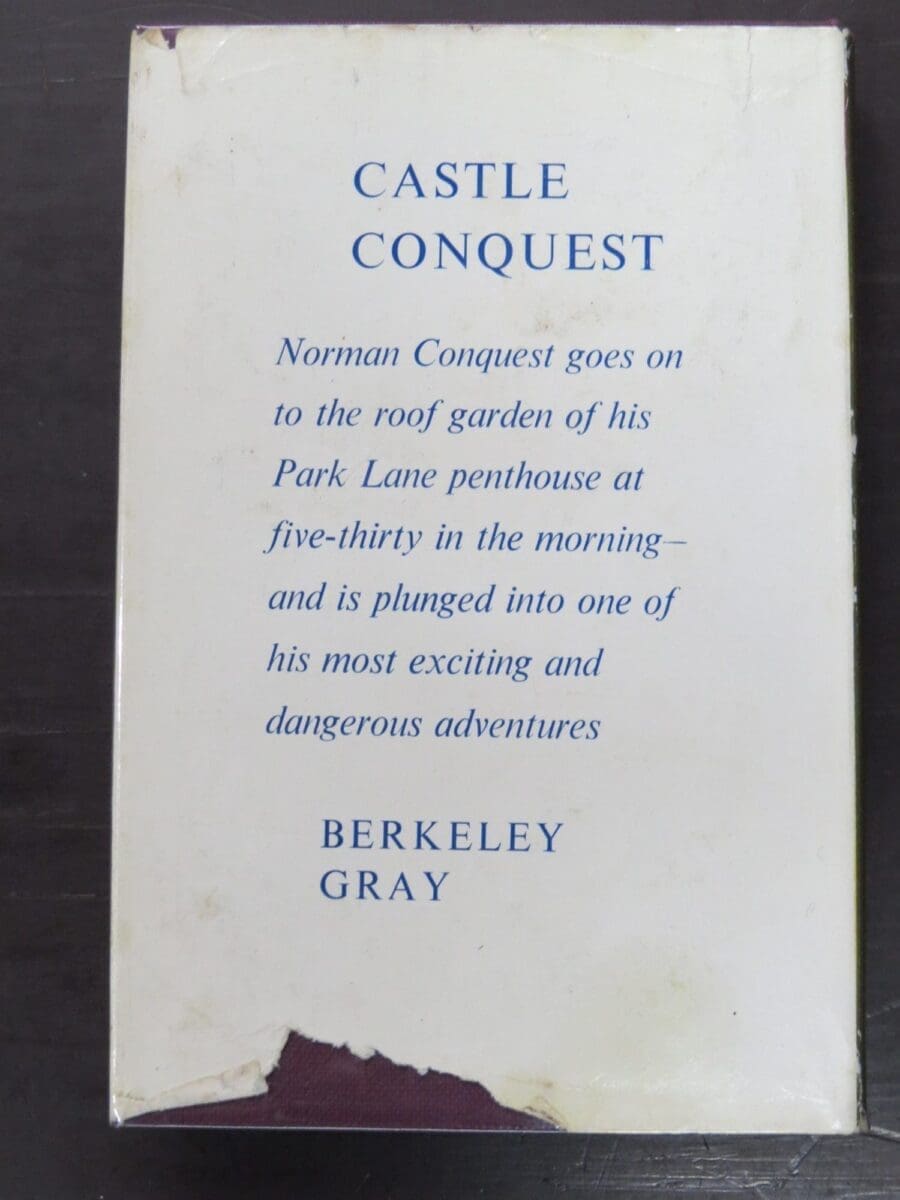 CASTLE
CONQUEST
Norman Conquest goes on
to the roof garden of his
Park Lane penthouse at
five-thirty in the morning—
and is plunged into one of
his most exciting and
dangerous adventures
BERKELEY
GRAY